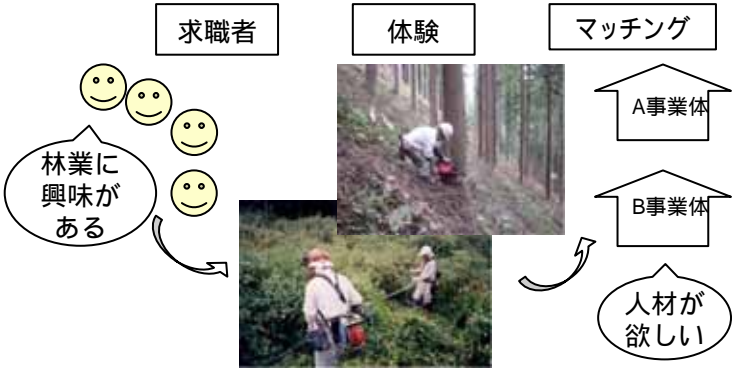 求職者
体験
マッチング
林業に
興味が
ある
A事業体
B事業体
人材が
欲しい